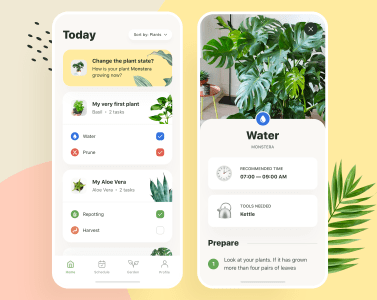 Today
Sort by: Plants
Change the plant state?
How is your plant Monstera
growing now?
My very first plant
Basil • 2 tasks
Water
Prune
My Aloe Vera
Aloe Vera • 2 tasks
Repoting
Harvest
Home
Schedule
Garden
Profile
Water
MONSTERA
RECOMMENDED TIME
07:00 — 09:00 AM
TOOLS NEEDED
Kettle
Prepare
1
Look at your plants. If it has grown
more than four pairs of leaves